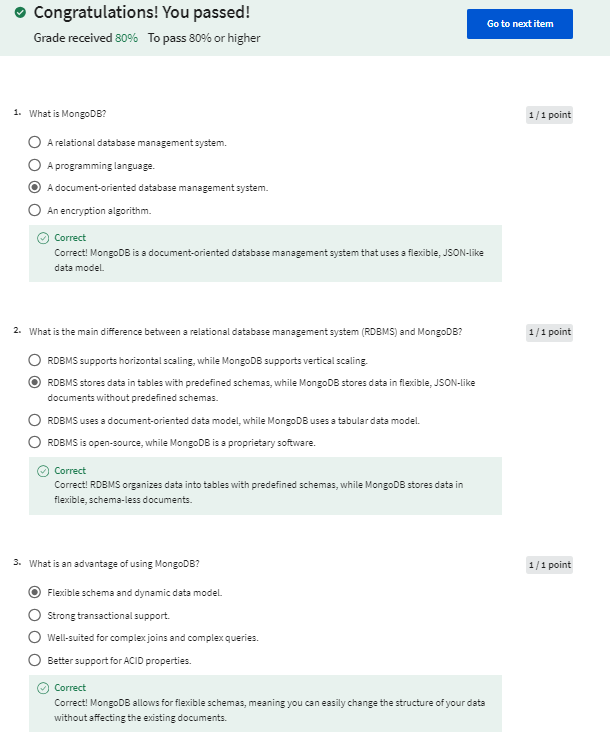 Congratulations! You passed!
Go to next item
Grade received 80% To pass 80% or higher
1. What is MongoDB?
1 / 1 point
A relational database management system.
A programming language.
A document-oriented database management system.
An encryption algorithm.
Correct
Correct! MongoDB is a document-oriented database management system that uses a flexible, JSON-like
data model.
2. What is the main difference between a relational database management system (RDBMS) and MongoDB?
1 / 1 point
RDBMS supports horizontal scaling, while MongoDB supports vertical scaling.
RDBMS stores data in tables with predefined schemas, while MongoDB stores data in flexible, JSON-like
documents without predefined schemas.
RDBMS uses a document-oriented data model, while MongoDB uses a tabular data model.
RDBMS is open-source, while MongoDB is a proprietary software.
Correct
Correct! RDBMS organizes data into tables with predefined schemas, while MongoDB stores data in
flexible, schema-less documents.
3. What is an advantage of using MongoDB?
1 / 1 point
Flexible schema and dynamic data model.
Strong transactional support.
Well-suited for complex joins and complex queries.
Better support for ACID properties.
Correct
Correct! MongoDB allows for flexible schemas, meaning you can easily change the structure of your data
without affecting the existing documents.